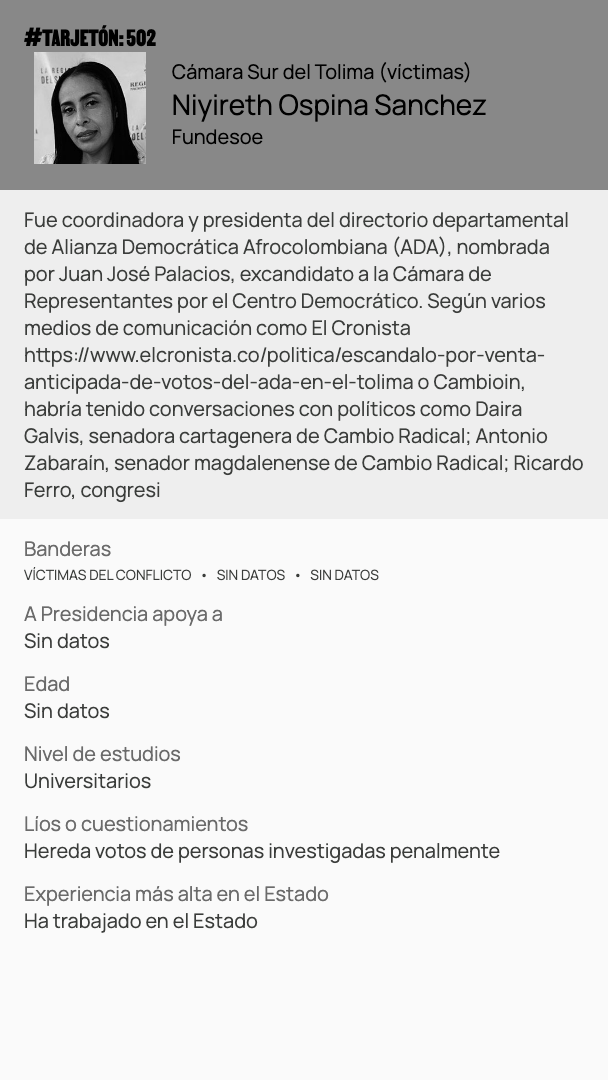 #TARJETÓN: 502
Cámara Sur del Tolima (víctimas)
Niyireth Ospina Sanchez
Fundesoe
Fue coordinadora y presidenta del directorio departamental
de Alianza Democrática Afrocolombiana (ADA), nombrada
por Juan José Palacios, excandidato a la Cámara de
Representantes por el Centro Democrático. Según varios
medios de comunicación como El Cronista
https://www.elcronista.co/politica/escandalo-por-venta-
anticipada-de-votos-del-ada-en-el-tolima o Cambioin,
habría tenido conversaciones con políticos como Daira
Galvis, senadora cartagenera de Cambio Radical; Antonio
Zabaraín, senador magdalenense de Cambio Radical; Ricardo
Ferro, congresi
Banderas
VÍCTIMAS DEL CONFLICTO • SIN DATOS • SIN DATOS
A Presidencia apoya a
Sin datos
Edad
Sin datos
Nivel de estudios
Universitarios
Líos o cuestionamientos
Hereda votos de personas investigadas penalmente
Experiencia más alta en el Estado
Ha trabajado en el Estado